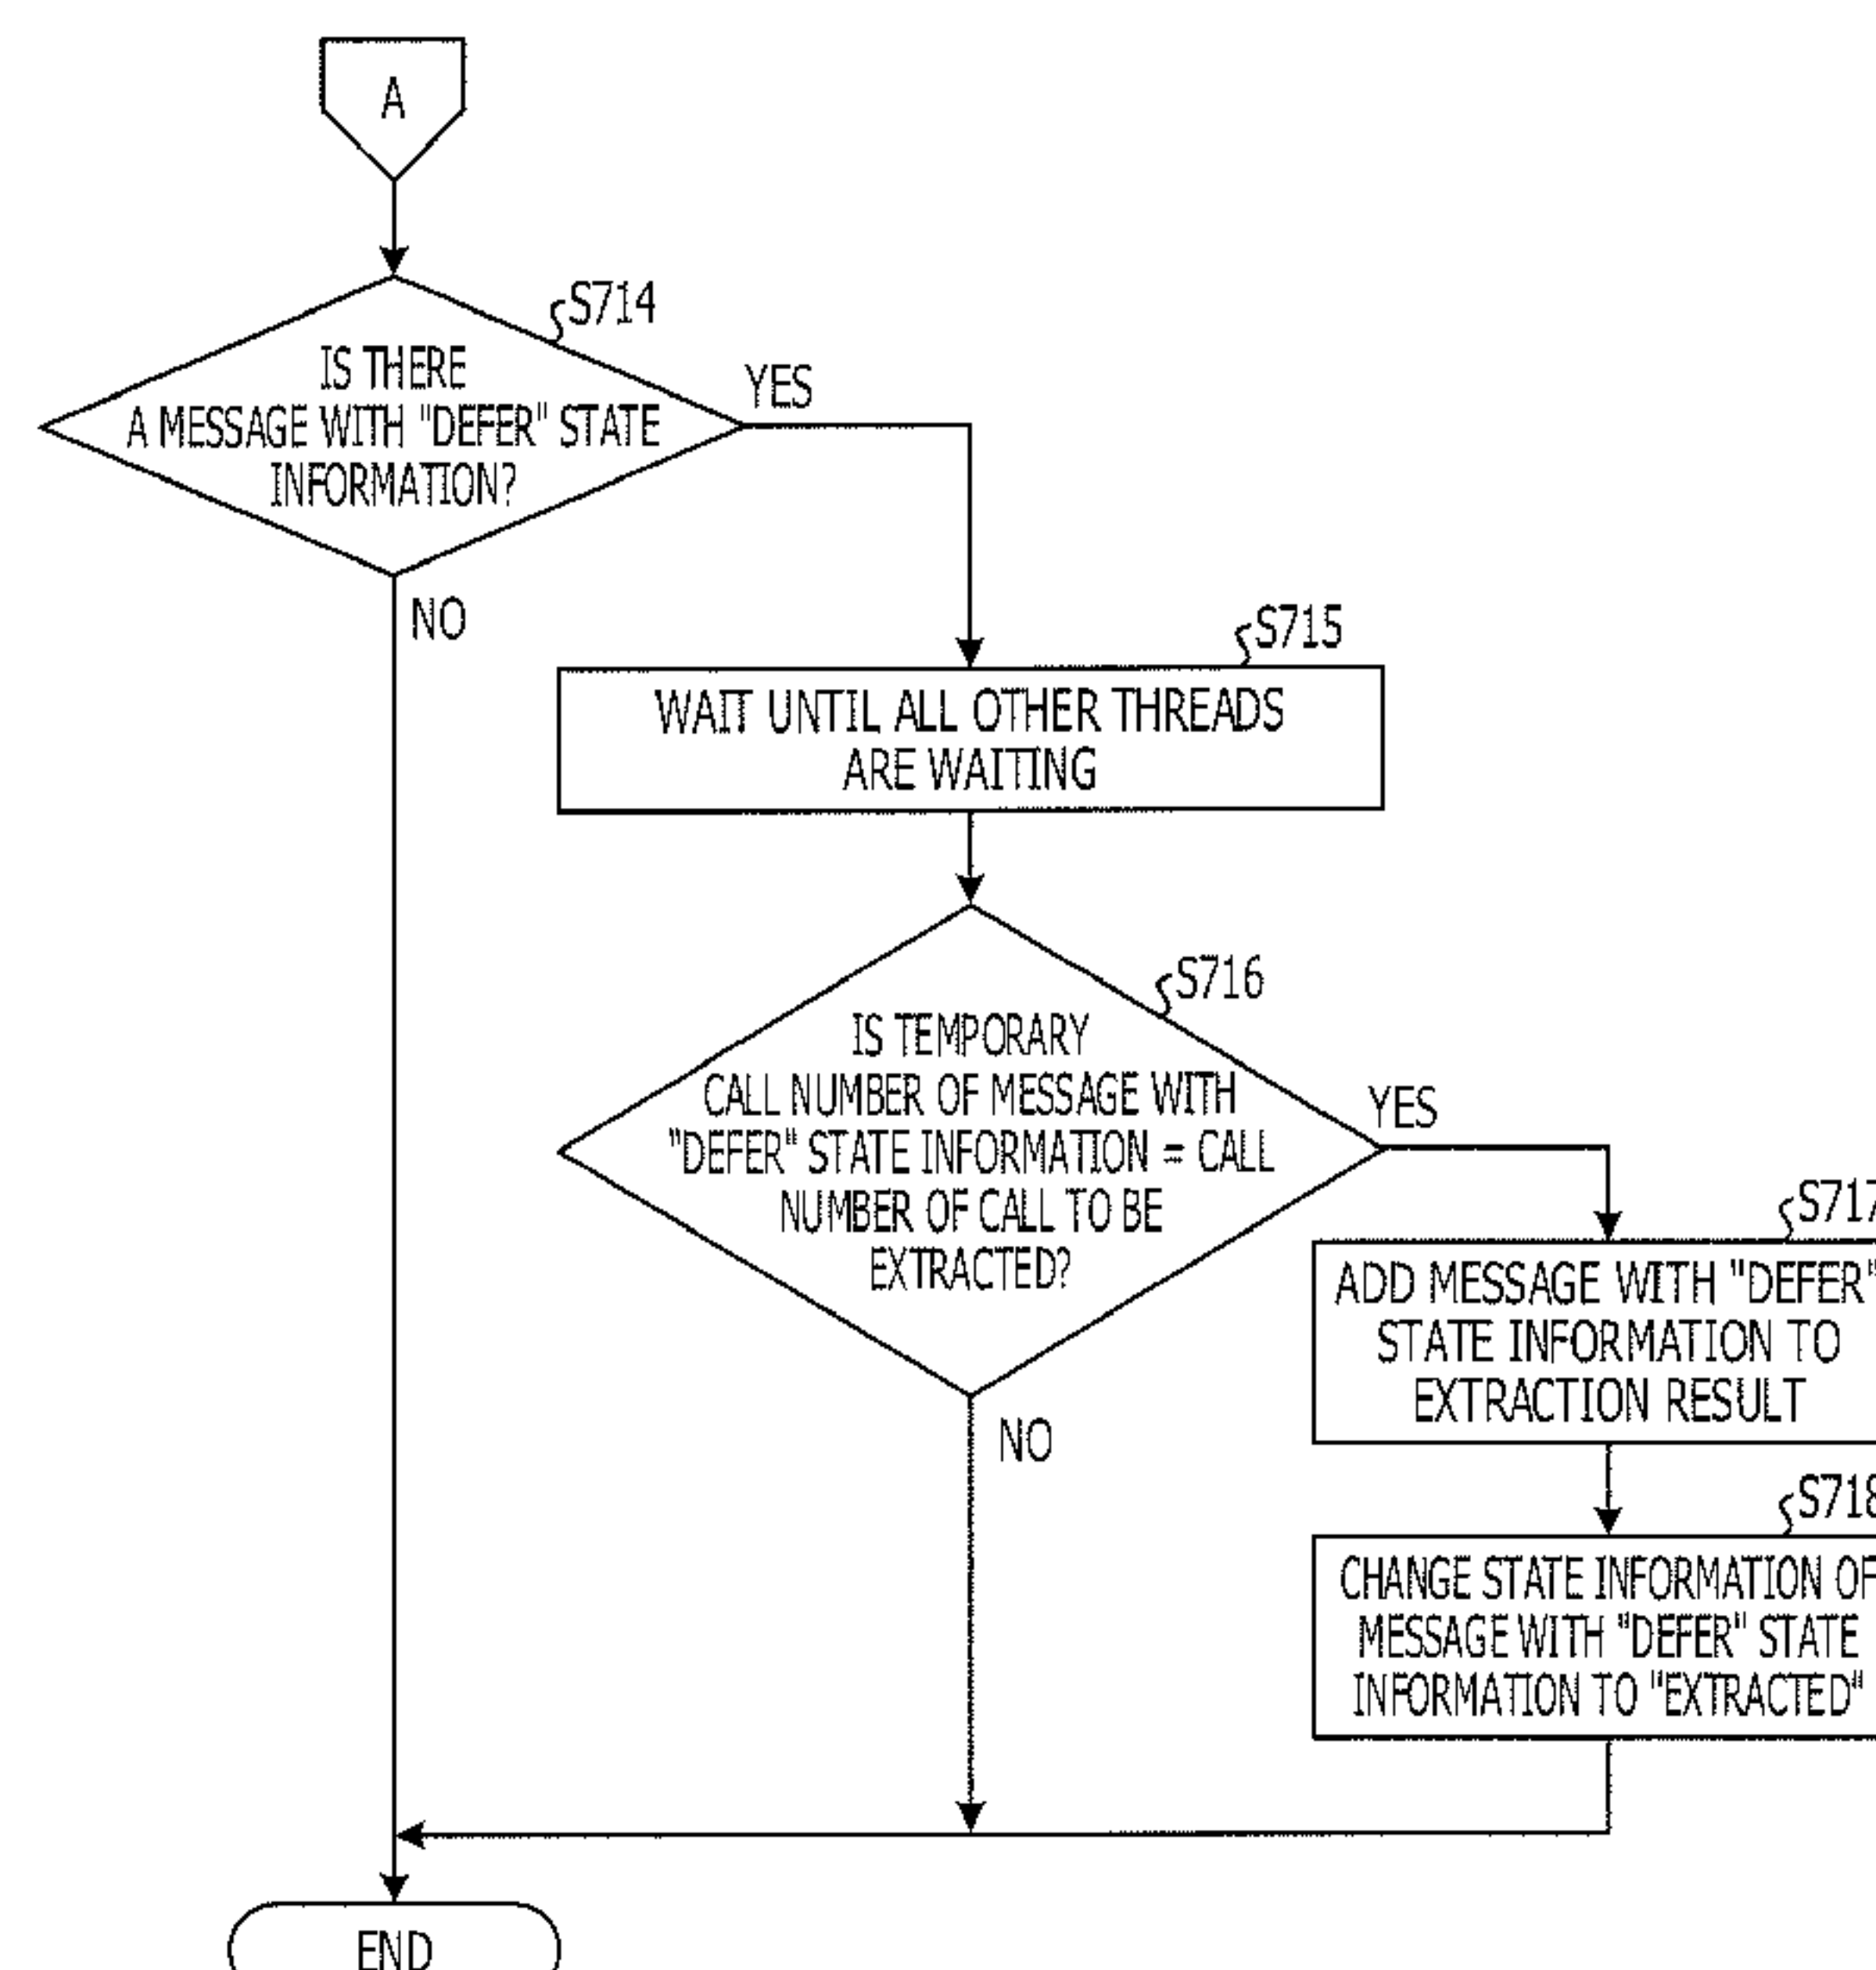 A
S714
IS THERE
A MESSAGE WITH "DEFER" STATE
INFORMATION?
YES
NO
S715
WAIT UNTIL ALL OTHER THREADS
ARE WAITING
S716
IS TEMPORARY
CALL NUMBER OF MESSAGE WITH
"DEFER" STATE INFORMATION = CALL
NUMBER OF CALL TO BE
EXTRACTED?
YES
NO
S717
ADD MESSAGE WITH "DEFER"
STATE INFORMATION TO
EXTRACTION RESULT
S718
CHANGE STATE INFORMATION OF
MESSAGE WITH "DEFER" STATE
INFORMATION TO "EXTRACTED"
END